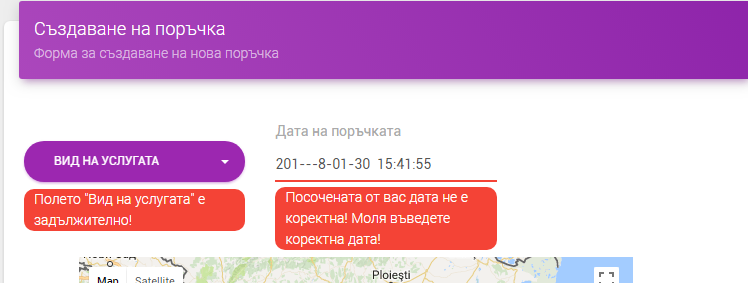 Създаване на поръчка
Форма за създаване на нова поръчка
Дата на поръчката
ВИД НА УСЛУГАТА
201---8-01-30 15:41:55
Полето "Вид на услугата" е
задължително!
Посочената от вас дата не е
коректна! Моля въведете
коректна дата!
Нови Сад
Ploiești
Map
Satellite